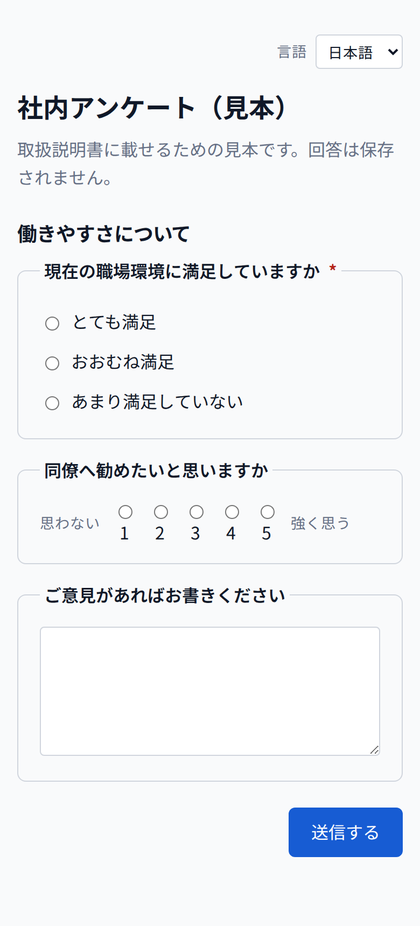 言語 日本語
社内アンケート（見本）
取扱説明書に載せるための見本です。回答は保存
されません。
働きやすさについて
現在の職場環境に満足していますか *
とても満足
おおむね満足
あまり満足していない
同僚へ勧めたいと思いますか
思わない 1 2 3 4 5 強く思う
ご意見があればお書きください
送信する